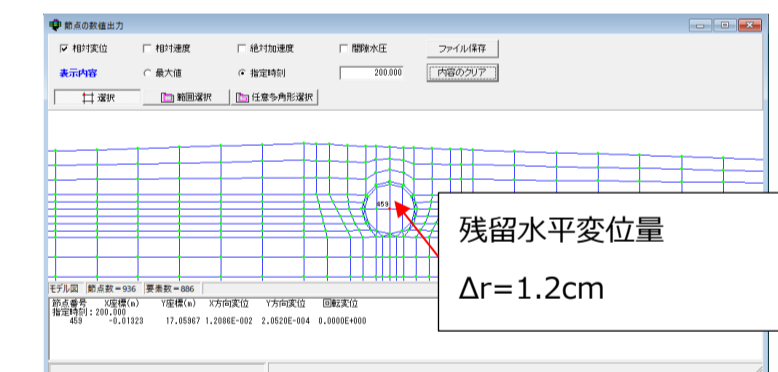 節点の数値出力
相対変位 相対速度 絶対加速度 間隙水圧 ファイル保存
表示内容 最大値 指定時刻 200.000 内容のクリア
選択 範囲選択 任意多角形選択
459
残留水平変位量
Δr=1.2cm
モデル図 節点数=936 要素数=886
節点番号 X座標(m) Y座標(m) X方向変位 Y方向変位 回転変位
指定時刻:200.000
459 -0.01323 17.05967 1.2086E-002 2.0520E-004 0.0000E+000